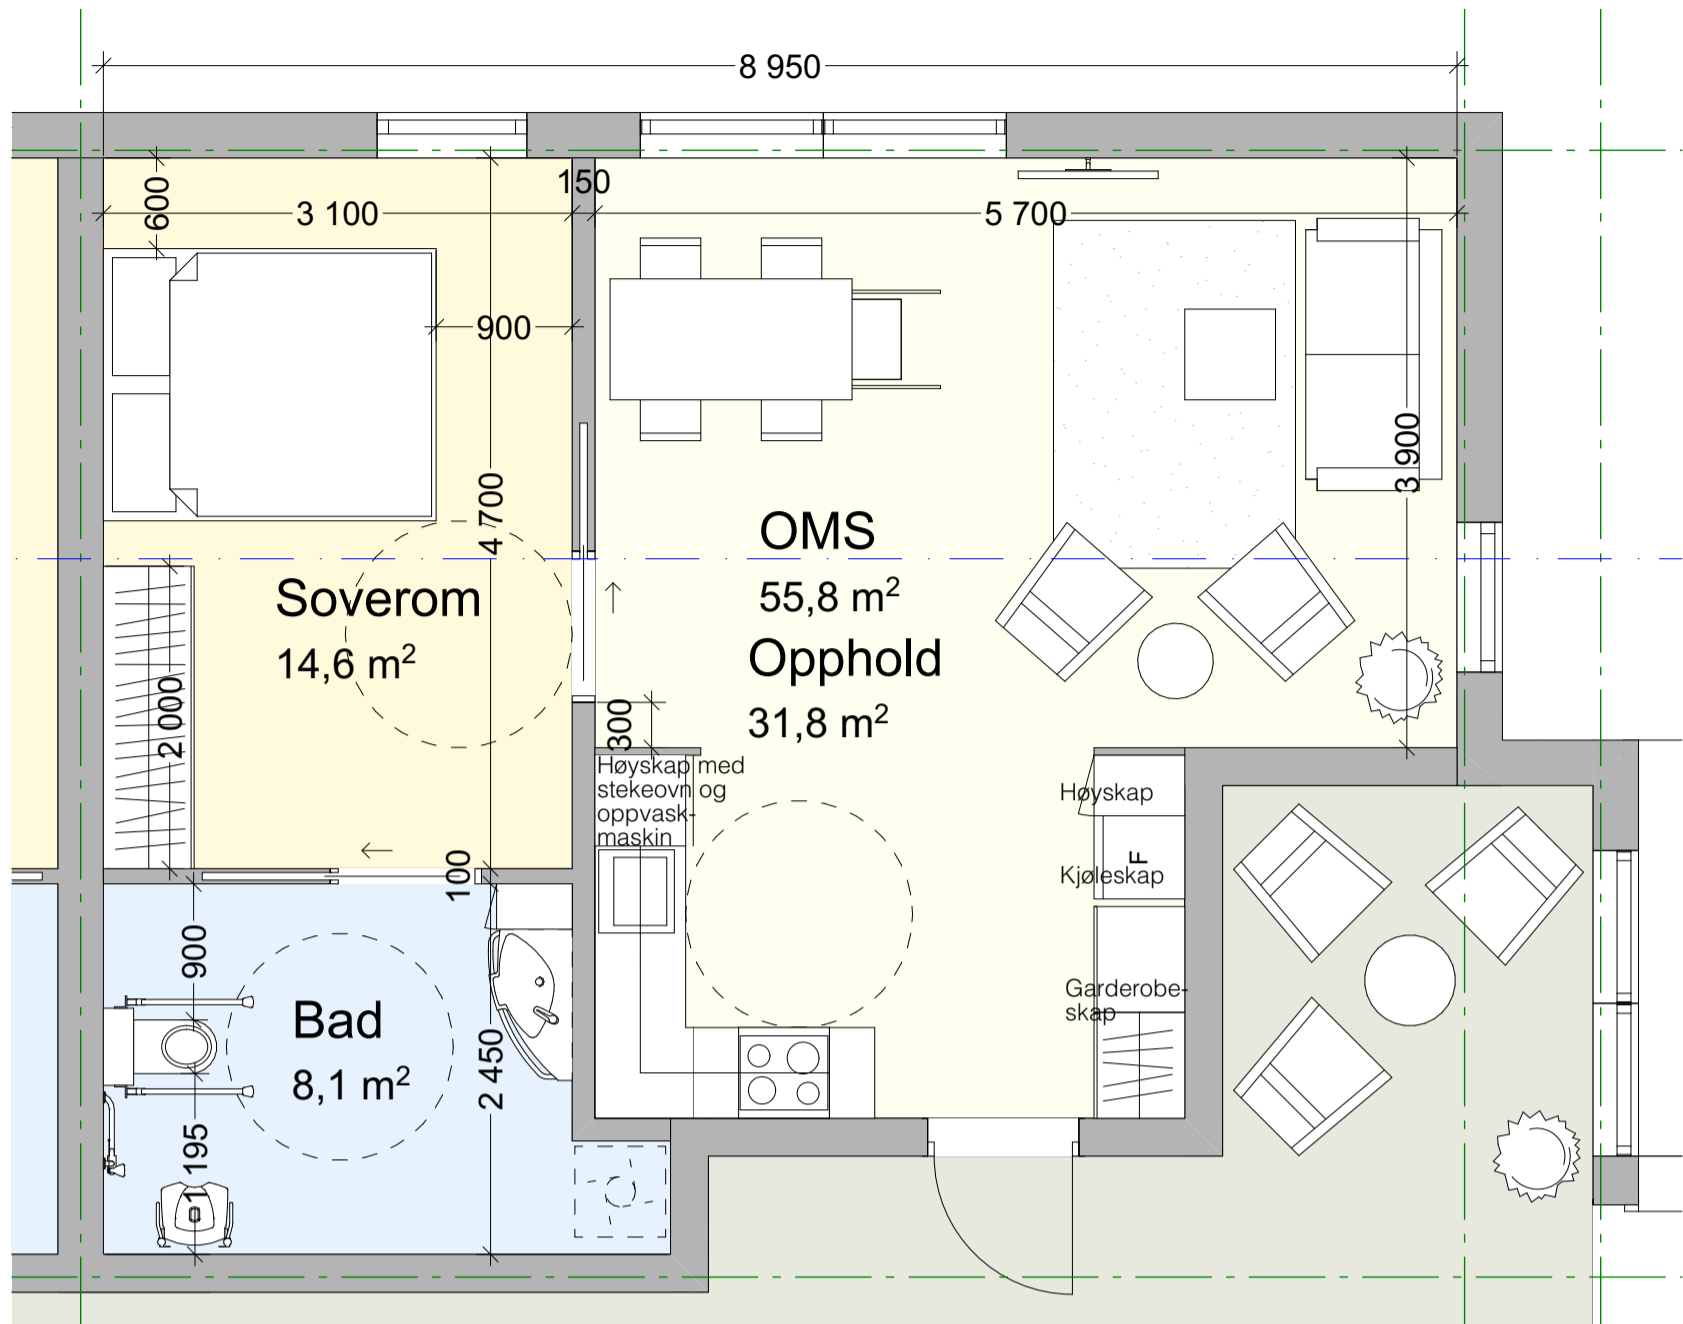 8 950
150
600
3 100
5 700
900
3 900
4 700
OMS
55,8 m²
Soverom
14,6 m²
Opphold
31,8 m²
2 000
300
Høyskap med
stekeovn og
oppvask-
maskin
Høyskap
F
Kjøleskap
100
900
Garderobe-
skap
Bad
8,1 m²
2 450
1 195